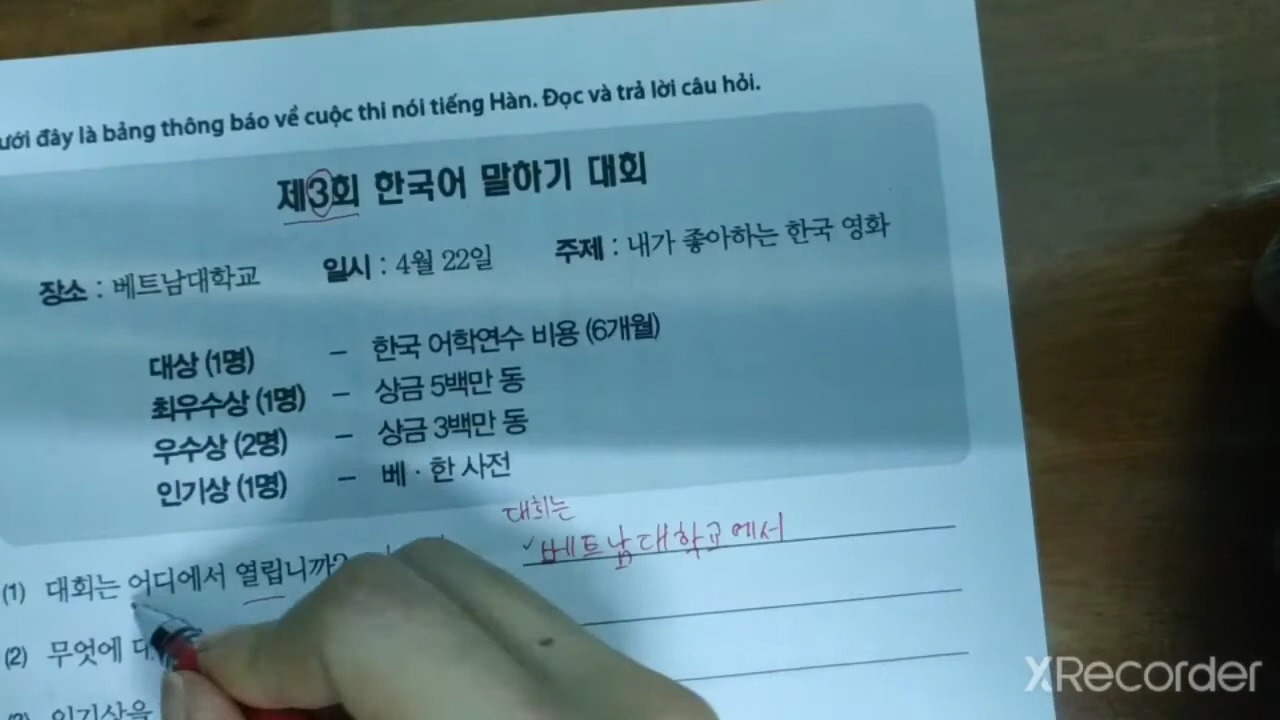 ưới đây là bảng thông báo về cuộc thi nói tiếng Hàn. Đọc và trả lời câu hỏi.
제3회 한국어 말하기 대회
장소 : 베트남대학교 일시 : 4월 22일 주제 : 내가 좋아하는 한국 영화
대상 (1명) – 한국 어학연수 비용 (6개월)
최우수상 (1명) – 상금 5백만 동
우수상 (2명) – 상금 3백만 동
인기상 (1명) – 베·한 사전
대회는
(1) 대회는 어디에서 열립니까? ✓베트남대학교에서
(2) 무엇에
인기상을
XRecorder